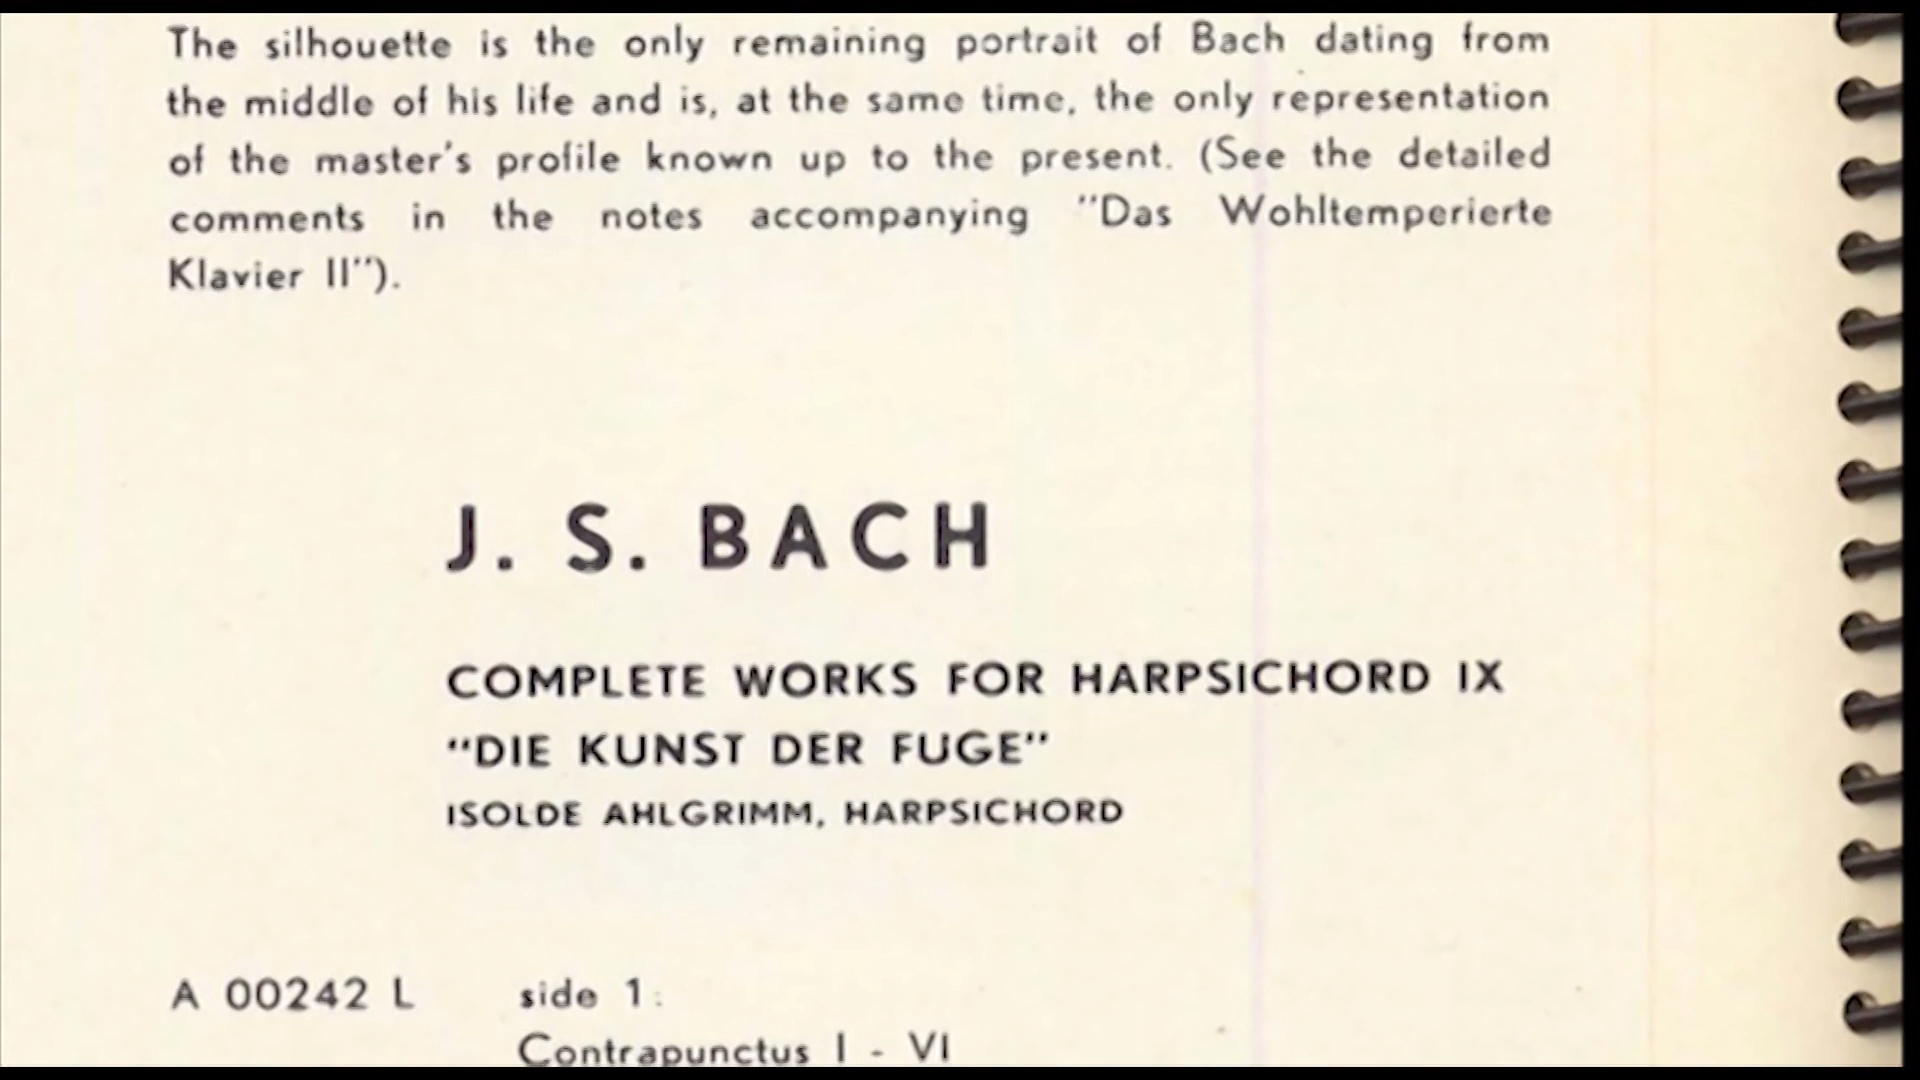 The silhouette is the only remaining portrait of Bach dating from
the middle of his life and is, at the same time, the only representation
of the master's profile known up to the present. (See the detailed
comments in the notes accompanying "Das Wohltemperierte
Klavier II").
J. S. BACH
COMPLETE WORKS FOR HARPSICHORD IX
"DIE KUNST DER FUGE"
ISOLDE AHLGRIMM, HARPSICHORD
A 00242 L side 1:
Contrapunctus I - VI